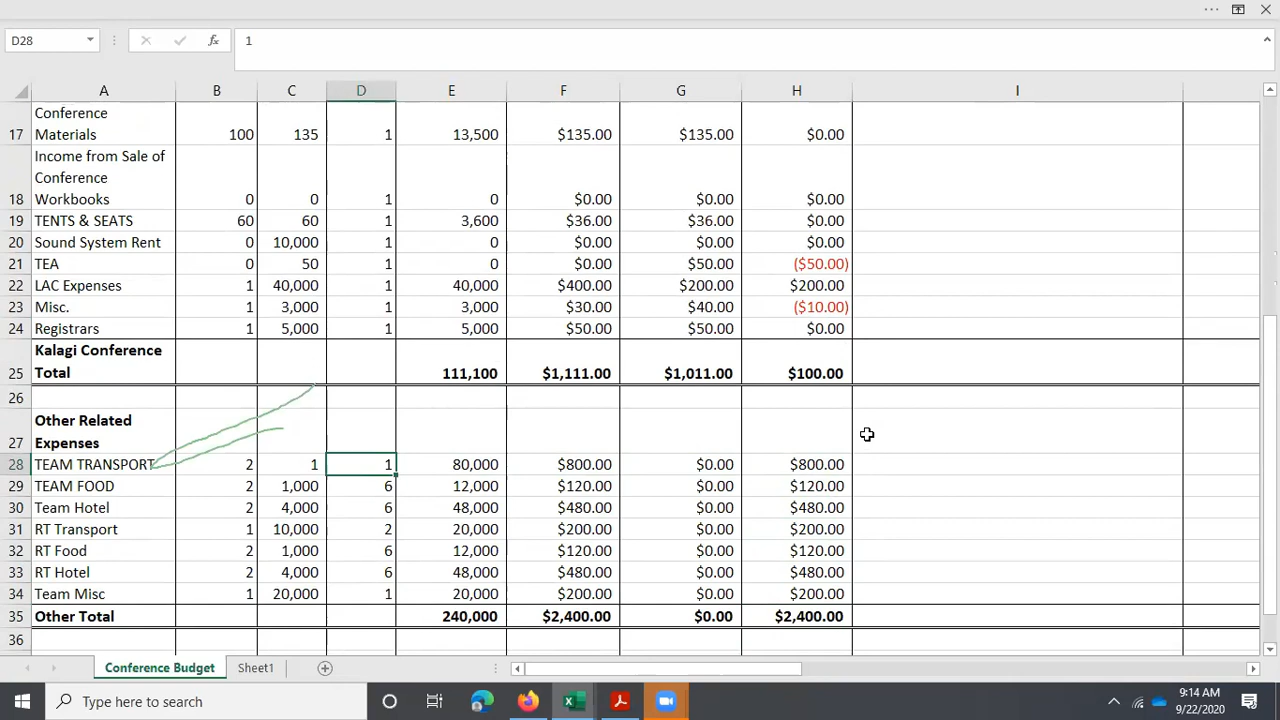 D28 fx 1
A B C D E F G H I
Conference
17 Materials 100 135 1 13,500 $135.00 $135.00 $0.00
Income from Sale of
Conference
18 Workbooks 0 0 1 0 $0.00 $0.00 $0.00
19 TENTS & SEATS 60 60 1 3,600 $36.00 $36.00 $0.00
20 Sound System Rent 0 10,000 1 0 $0.00 $0.00 $0.00
21 TEA 0 50 1 0 $0.00 $50.00 ($50.00)
22 LAC Expenses 1 40,000 1 40,000 $400.00 $200.00 $200.00
23 Misc. 1 3,000 1 3,000 $30.00 $40.00 ($10.00)
24 Registrars 1 5,000 1 5,000 $50.00 $50.00 $0.00
Kalagi Conference
25 Total 111,100 $1,111.00 $1,011.00 $100.00
26
Other Related
27 Expenses
28 TEAM TRANSPORT 2 1 1 80,000 $800.00 $0.00 $800.00
29 TEAM FOOD 2 1,000 6 12,000 $120.00 $0.00 $120.00
30 Team Hotel 2 4,000 6 48,000 $480.00 $0.00 $480.00
31 RT Transport 1 10,000 2 20,000 $200.00 $0.00 $200.00
32 RT Food 2 1,000 6 12,000 $120.00 $0.00 $120.00
33 RT Hotel 2 4,000 6 48,000 $480.00 $0.00 $480.00
34 Team Misc 1 20,000 1 20,000 $200.00 $0.00 $200.00
35 Other Total 240,000 $2,400.00 $0.00 $2,400.00
36
Conference Budget Sheet1
Type here to search
9:14 AM
9/22/2020